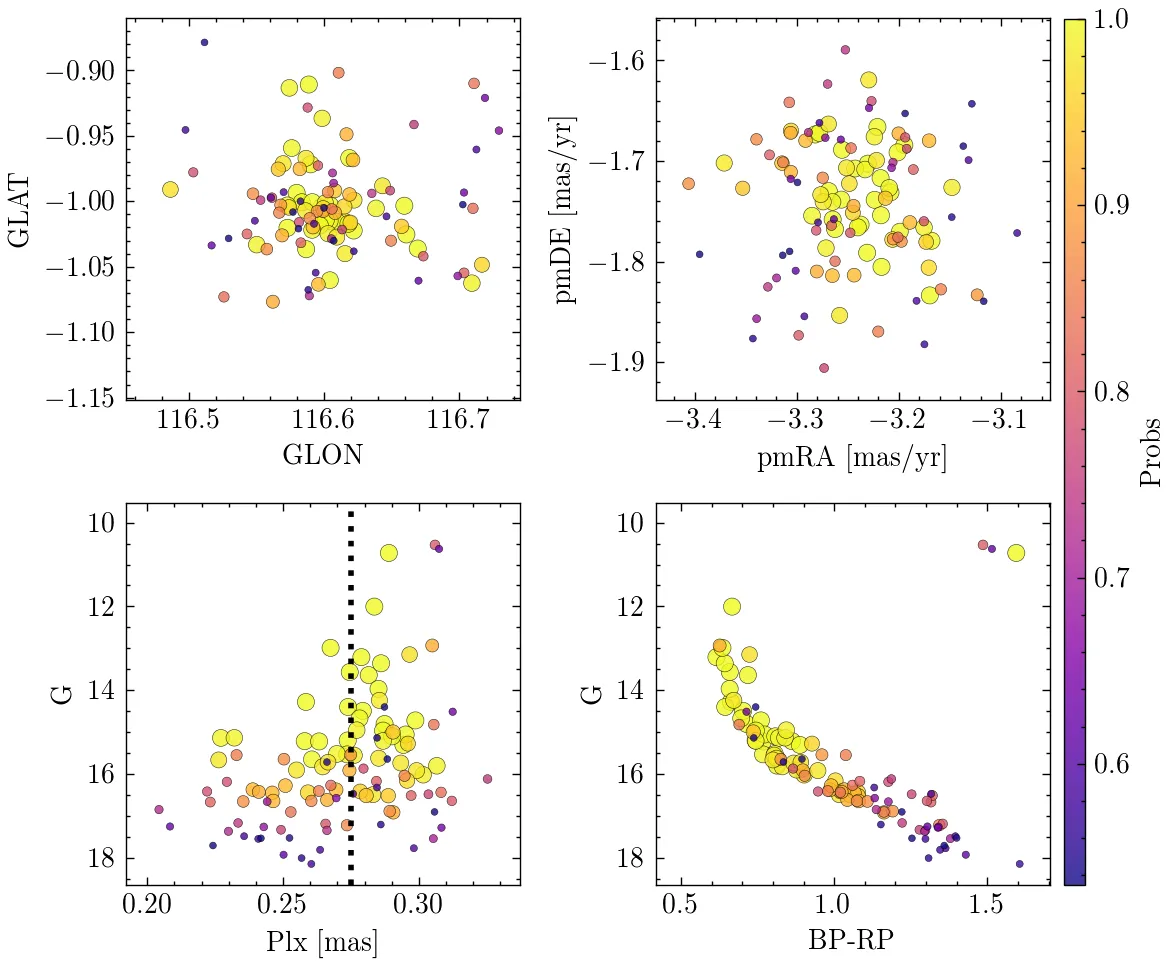 −0.90
−0.95
−1.00
−1.05
−1.10
−1.15
GLAT
116.5 116.6 116.7
GLON
−1.6
−1.7
−1.8
−1.9
pmDE [mas/yr]
−3.4 −3.3 −3.2 −3.1
pmRA [mas/yr]
1.0
0.9
0.8
0.7
0.6
Probs
10
12
14
16
18
G
0.20 0.25 0.30
Plx [mas]
10
12
14
16
18
G
0.5 1.0 1.5
BP-RP